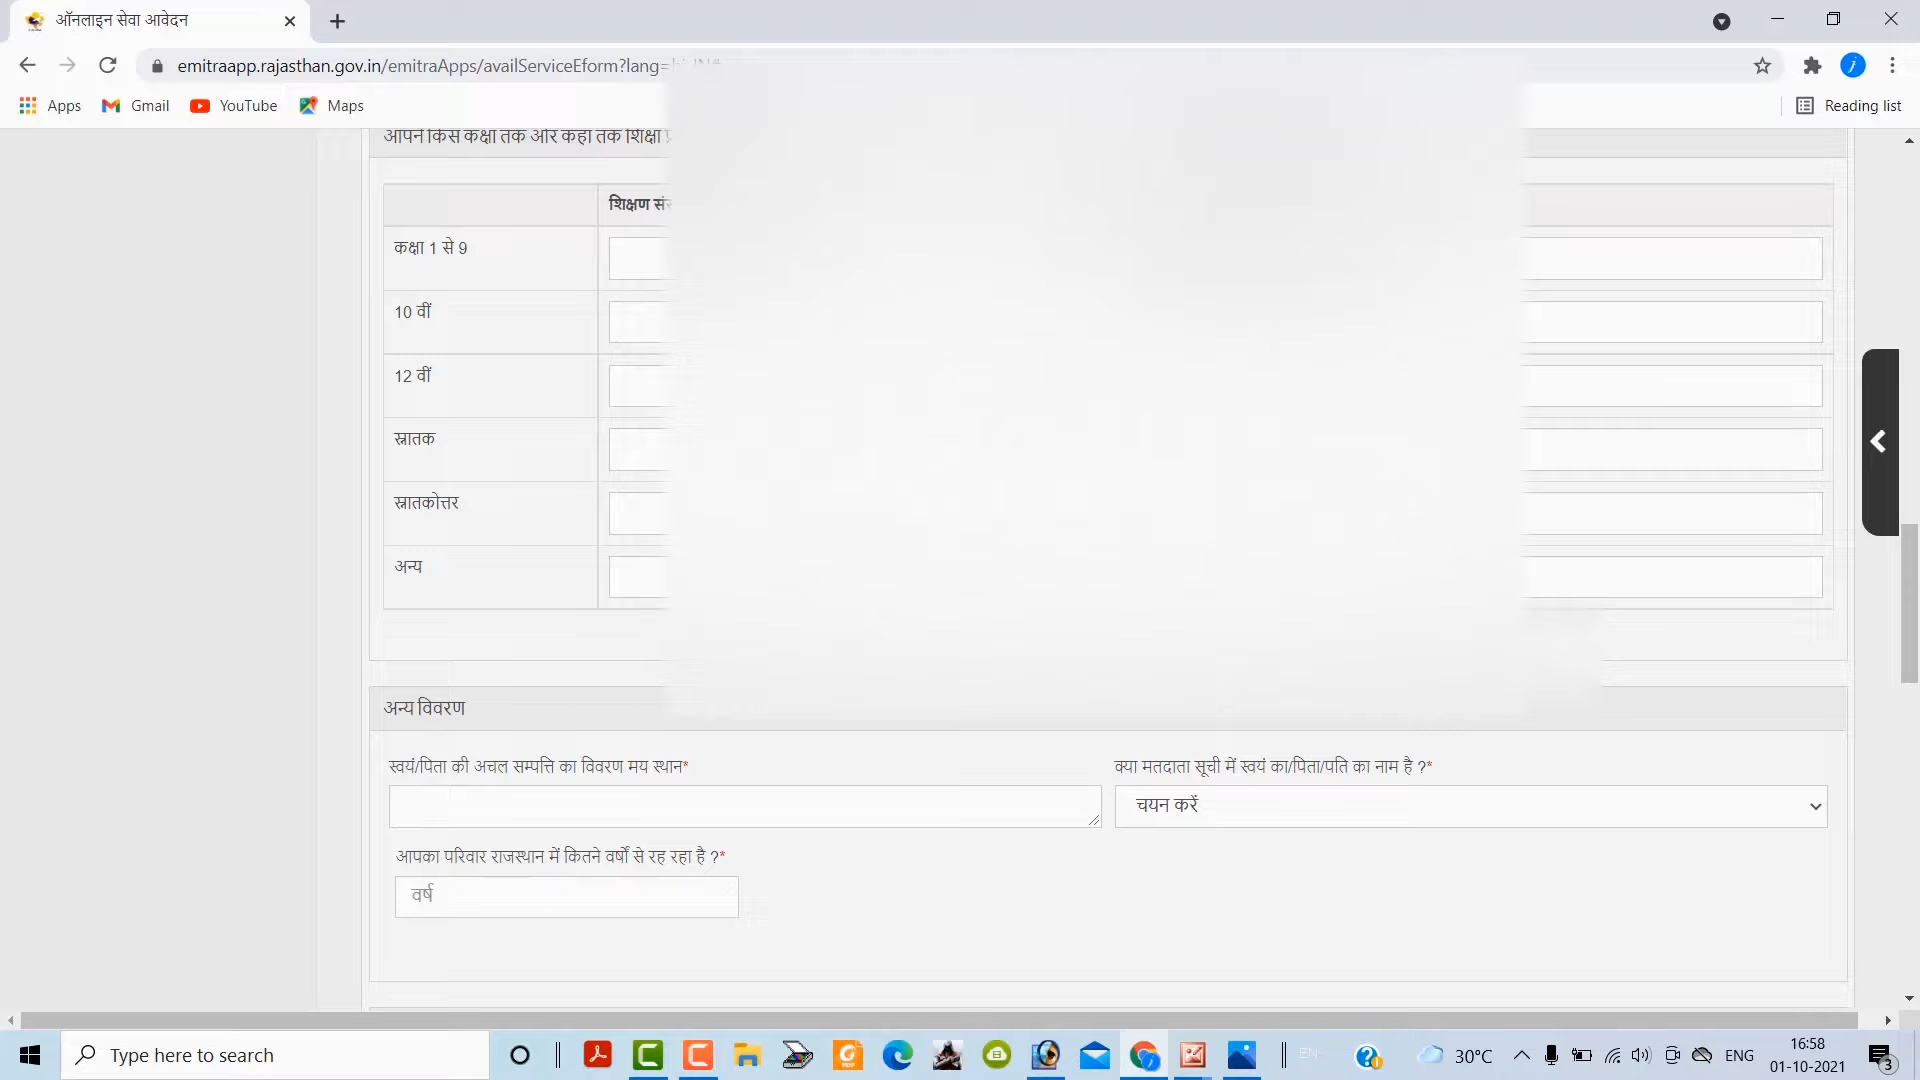 ऑनलाइन सेवा आवेदन
emitraapp.rajasthan.gov.in/emitraApps/availServiceEform?lang=
Apps Gmail YouTube Maps Reading list
आपने किस कक्षा तक और कहाँ तक शिक्षा
शिक्षण
कक्षा 1 से 9
10 वीं
12 वीं
स्नातक
स्नातकोत्तर
अन्य
अन्य विवरण
स्वयं/पिता की अचल सम्पत्ति का विवरण मय स्थान* क्या मतदाता सूची में स्वयं का/पिता/पति का नाम है ?*
चयन करें
आपका परिवार राजस्थान में कितने वर्षों से रह रहा है ?*
वर्ष
Type here to search 30°C ENG 16:58
01-10-2021 3